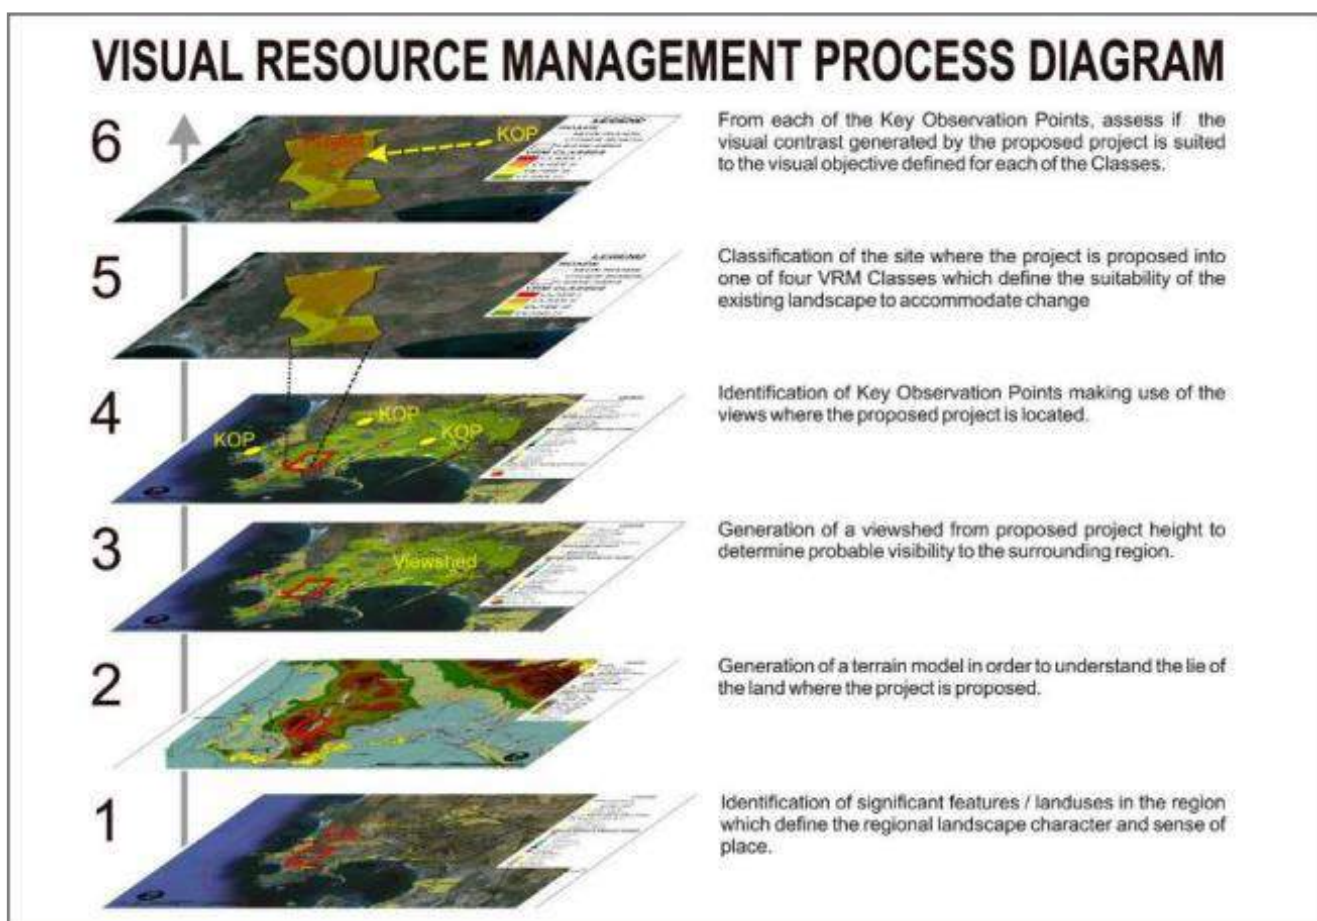 VISUAL RESOURCE MANAGEMENT PROCESS DIAGRAM
6
KOP
LEGEND
From each of the Key Observation Points, assess if the
visual contrast generated by the proposed project is suited
to the visual objective defined for each of the Classes.
5
LEGEND
Classification of the site where the project is proposed into
one of four VRM Classes which define the suitability of the
existing landscape to accommodate change
4
KOP
KOP
KOP
Identification of Key Observation Points making use of the
views where the proposed project is located.
3
Viewshed
Generation of a viewshed from proposed project height to
determine probable visibility to the surrounding region.
2
Generation of a terrain model in order to understand the lie of
the land where the project is proposed.
1
Identification of significant features / landuses in the region
which define the regional landscape character and sense of
place.